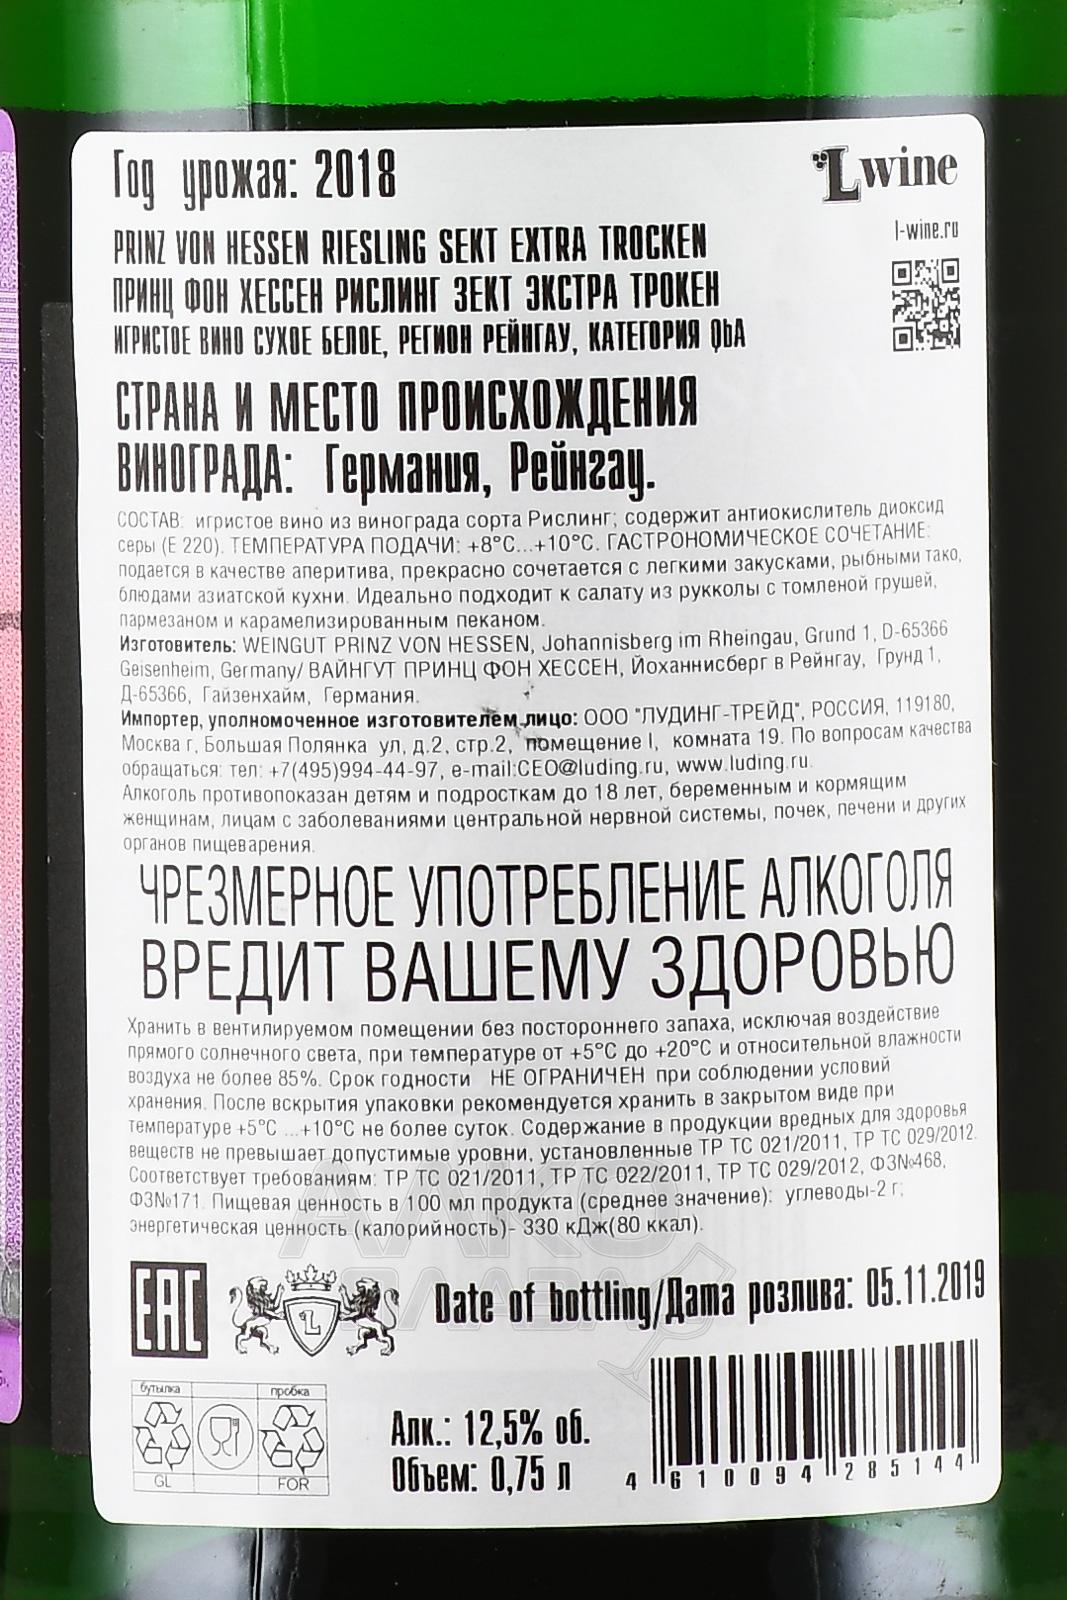 Год урожая: 2018
Lwine
l-wine.ru
PRINZ VON HESSEN RIESLING SEKT EXTRA TROCKEN
ПРИНЦ ФОН ХЕССЕН РИСЛИНГ ЗЕКТ ЭКСТРА ТРОКЕН
ИГРИСТОЕ ВИНО СУХОЕ БЕЛОЕ, РЕГИОН РЕЙНГАУ, КАТЕГОРИЯ QbA
СТРАНА И МЕСТО ПРОИСХОЖДЕНИЯ
ВИНОГРАДА: Германия, Рейнгау.
СОСТАВ: игристое вино из винограда сорта Рислинг; содержит антиокислитель диоксид
серы (Е 220). ТЕМПЕРАТУРА ПОДАЧИ: +8°С...+10°С. ГАСТРОНОМИЧЕСКОЕ СОЧЕТАНИЕ:
подается в качестве аперитива, прекрасно сочетается с легкими закусками, рыбными тако,
блюдами азиатской кухни. Идеально подходит к салату из рукколы с томленой грушей,
пармезаном и карамелизированным пеканом.
Изготовитель: WEINGUT PRINZ VON HESSEN, Johannisberg im Rheingau, Grund 1, D-65366
Geisenheim, Germany/ ВАЙНГУТ ПРИНЦ ФОН ХЕССЕН, Йоханнисберг в Рейнгау, Грунд 1,
Д-65366, Гайзенхайм, Германия.
Импортер, уполномоченное изготовителем лицо: ООО "ЛУДИНГ-ТРЕЙД", РОССИЯ, 119180,
Москва г, Большая Полянка ул, д.2, стр.2, помещение I, комната 19. По вопросам качества
обращаться: тел: +7(495)994-44-97, e-mail:CEO@luding.ru, www.luding.ru.
Алкоголь противопоказан детям и подросткам до 18 лет, беременным и кормящим
женщинам, лицам с заболеваниями центральной нервной системы, почек, печени и других
органов пищеварения.
ЧРЕЗМЕРНОЕ УПОТРЕБЛЕНИЕ АЛКОГОЛЯ
ВРЕДИТ ВАШЕМУ ЗДОРОВЬЮ
Хранить в вентилируемом помещении без постороннего запаха, исключая воздействие
прямого солнечного света, при температуре от +5°С до +20°С и относительной влажности
воздуха не более 85%. Срок годности НЕ ОГРАНИЧЕН при соблюдении условий
хранения. После вскрытия упаковки рекомендуется хранить в закрытом виде при
температуре +5°С ...+10°С не более суток. Содержание в продукции вредных для здоровья
веществ не превышает допустимые уровни, установленные ТР ТС 021/2011, ТР ТС 029/2012.
Соответствует требованиям: ТР ТС 021/2011, ТР ТС 022/2011, ТР ТС 029/2012, ФЗ№468,
ФЗ№171. Пищевая ценность в 100 мл продукта (среднее значение): углеводы-2 г;
энергетическая ценность (калорийность)- 330 кДж(80 ккал).
EAC
L
Date of bottling/Дата розлива: 05.11.2019
бутылка пробка
GL FOR
Алк.: 12,5% об.
Объем: 0,75 л
4 610094 285144
АЛКО
СЛАВА